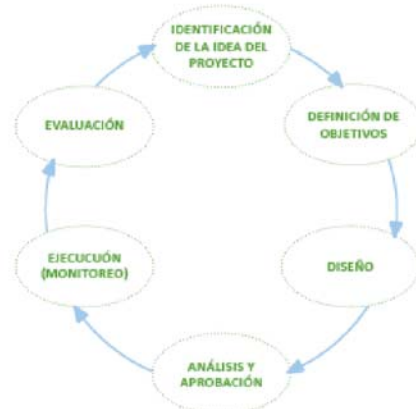 IDENTIFICACIÓN
DE LA IDEA DEL
PROYECTO
DEFINICIÓN DE
OBJETIVOS
DISEÑO
ANÁLISIS Y
APROBACIÓN
EJECUCUÓN
(MONITOREO)
EVALUACIÓN